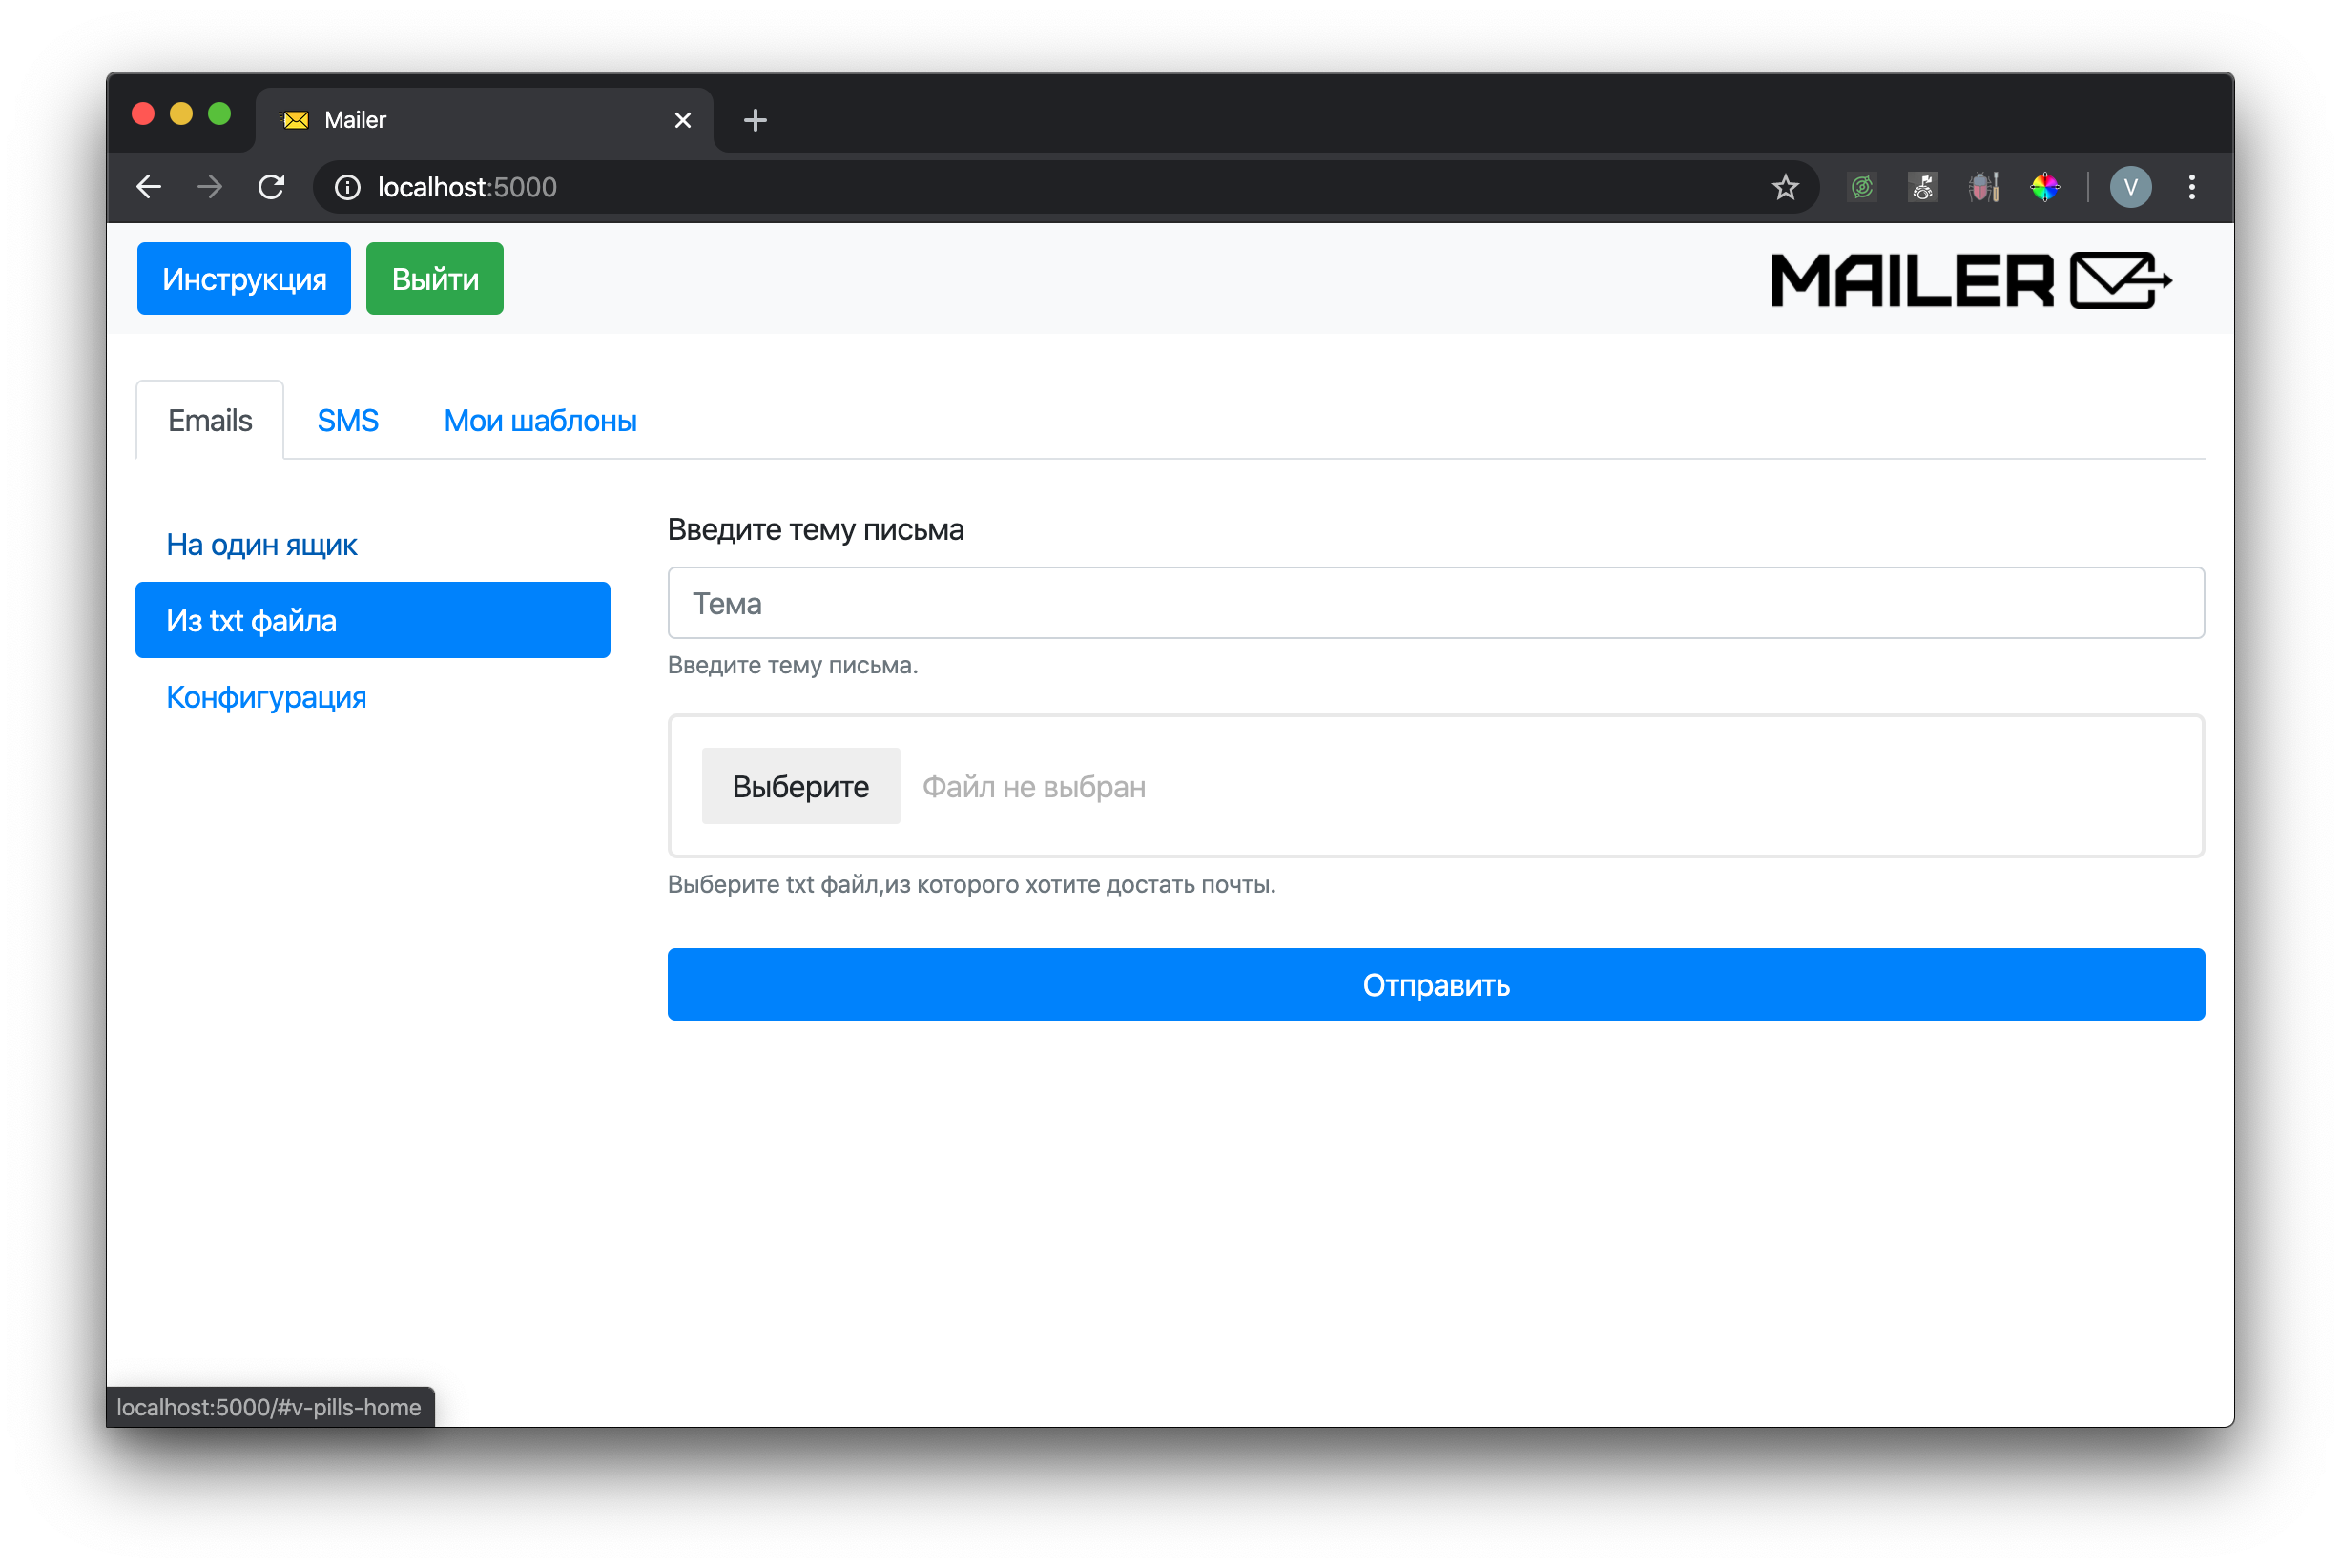 Mailer
localhost:5000
V
Инструкция
Выйти
MAILER
Emails
SMS
Мои шаблоны
На один ящик
Из txt файла
Конфигурация
Введите тему письма
Тема
Введите тему письма.
Выберите
Файл не выбран
Выберите txt файл,из которого хотите достать почты.
Отправить
localhost:5000/#v-pills-home